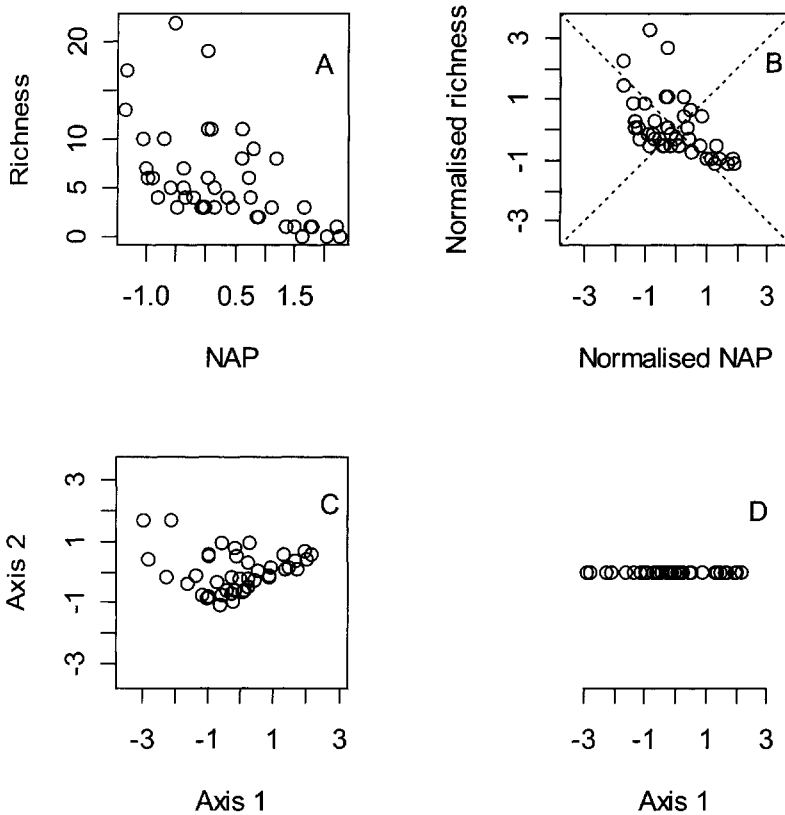 A
Richness
20
10
5
0
-1.0 0.5 1.5
NAP
B
Normalised richness
3
1
-1
-3
-3 -1 1 3
Normalised NAP
C
Axis 2
3
1
-1
-3
-3 -1 1 3
Axis 1
D
-3 -1 1 3
Axis 1